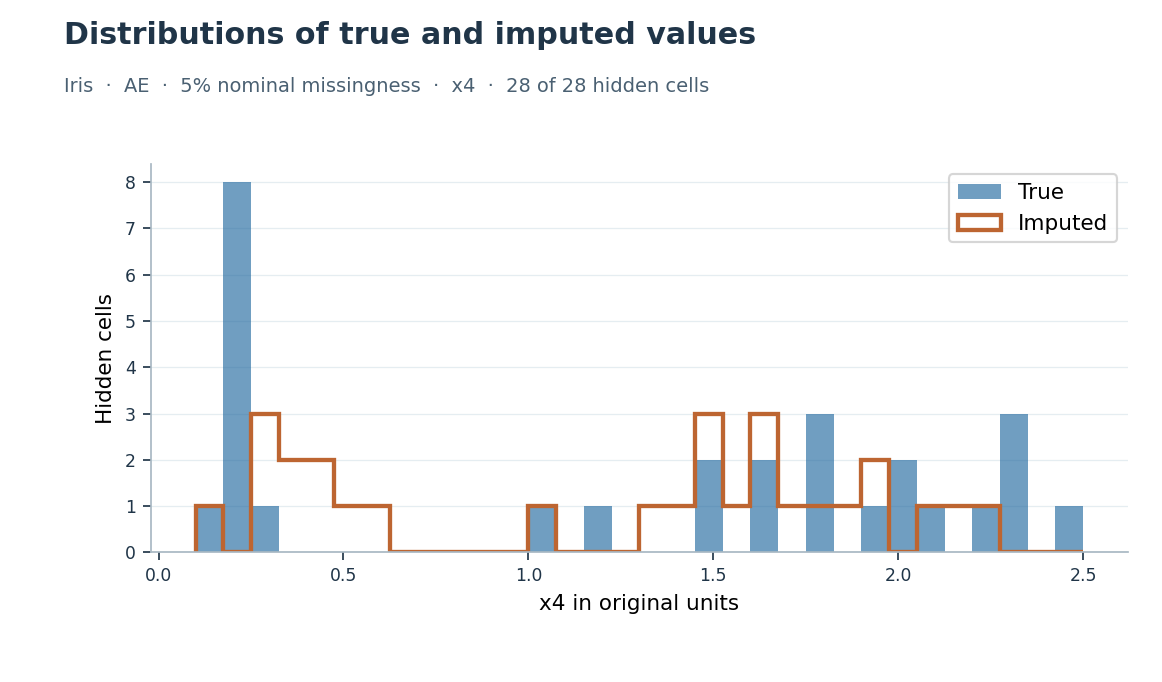 Distributions of true and imputed values
Iris · AE · 5% nominal missingness · x4 · 28 of 28 hidden cells
True
Imputed
Hidden cells
8
7
6
5
4
3
2
1
0
0.0 0.5 1.0 1.5 2.0 2.5
x4 in original units